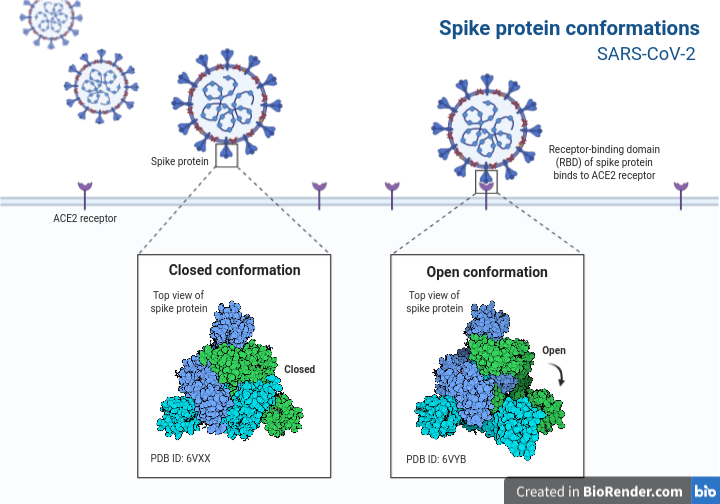 Spike protein conformations
SARS-CoV-2
Spike protein
Receptor-binding domain
(RBD) of spike protein
binds to ACE2 receptor
ACE2 receptor
Closed conformation
Top view of
spike protein
Closed
PDB ID: 6VXX
Open conformation
Top view of
spike protein
Open
PDB ID: 6VYB
Created in BioRender.com bio